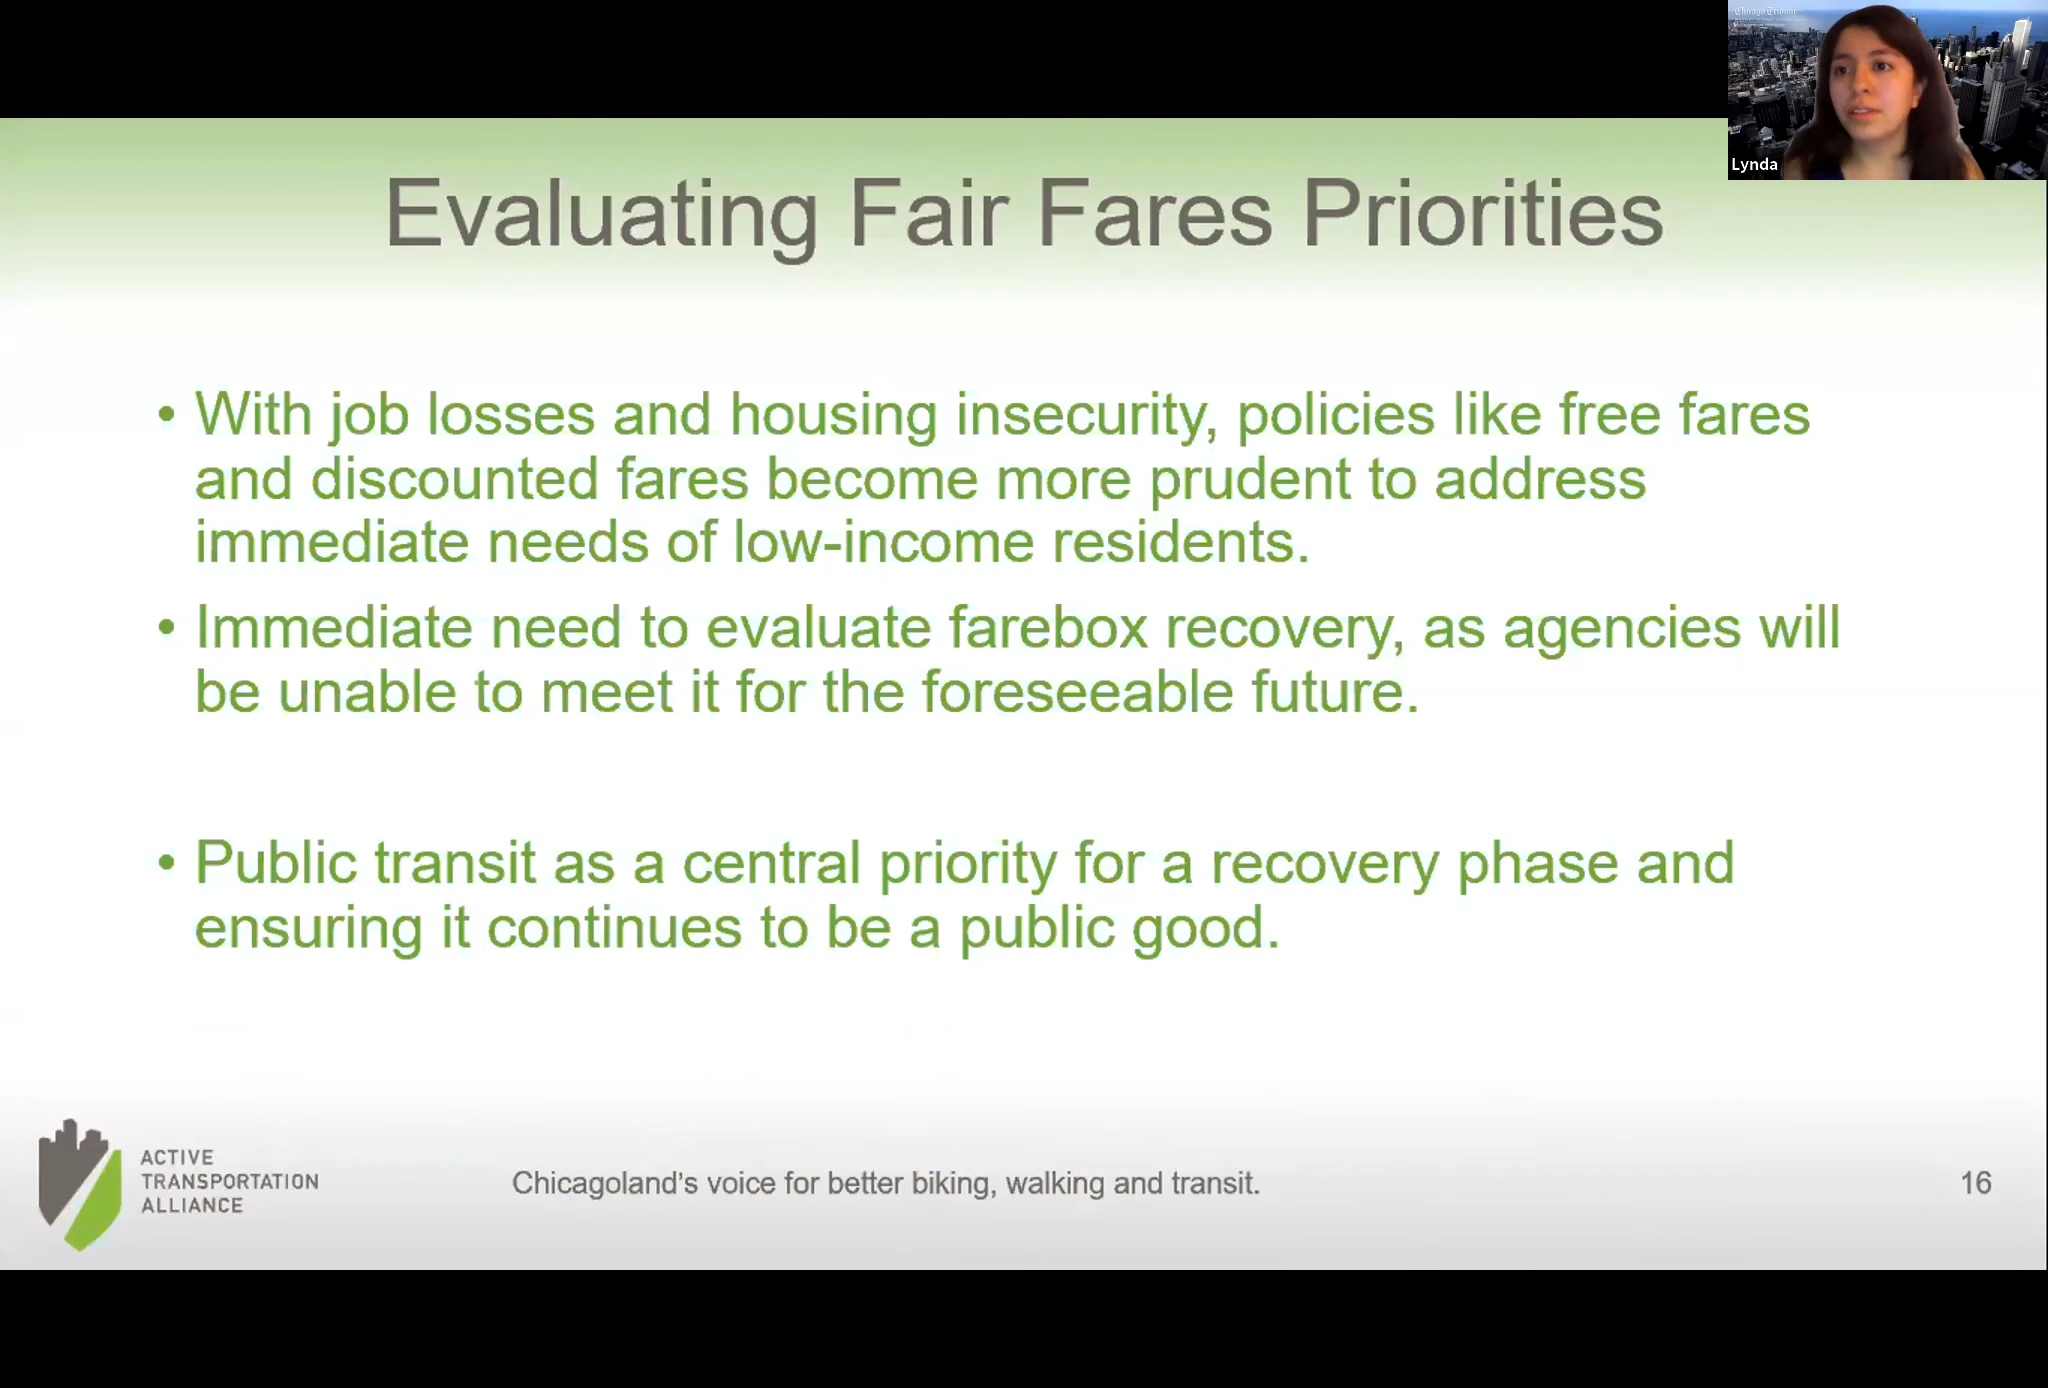 Chicago Tribune
Lynda
Evaluating Fair Fares Priorities
• With job losses and housing insecurity, policies like free fares
and discounted fares become more prudent to address
immediate needs of low-income residents.
• Immediate need to evaluate farebox recovery, as agencies will
be unable to meet it for the foreseeable future.
• Public transit as a central priority for a recovery phase and
ensuring it continues to be a public good.
ACTIVE
TRANSPORTATION
ALLIANCE
Chicagoland's voice for better biking, walking and transit.
16